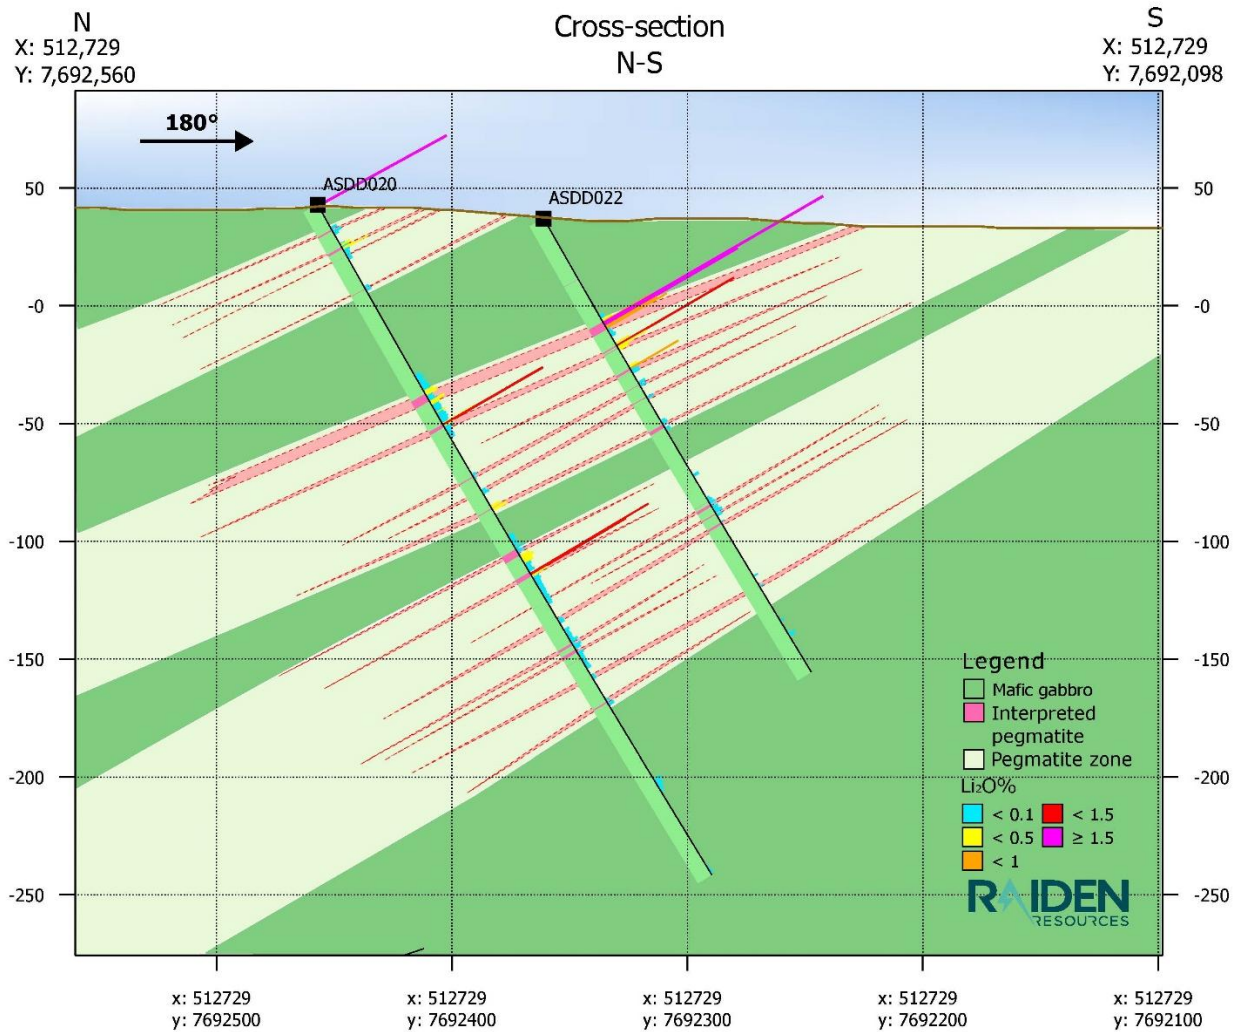 Cross-section
N-S
N
X: 512,729
Y: 7,692,560
S
X: 512,729
Y: 7,692,098
180°
ASDD020
ASDD022
50
-0
-50
-100
-150
-200
-250
50
-0
-50
-100
-150
-200
-250
Legend
Mafic gabbro
Interpreted
pegmatite
Pegmatite zone
Li₂O%
< 0.1
< 1.5
< 0.5
≥ 1.5
< 1
RAIDEN
RESOURCES
x: 512729
y: 7692500
x: 512729
y: 7692400
x: 512729
y: 7692300
x: 512729
y: 7692200
x: 512729
y: 7692100